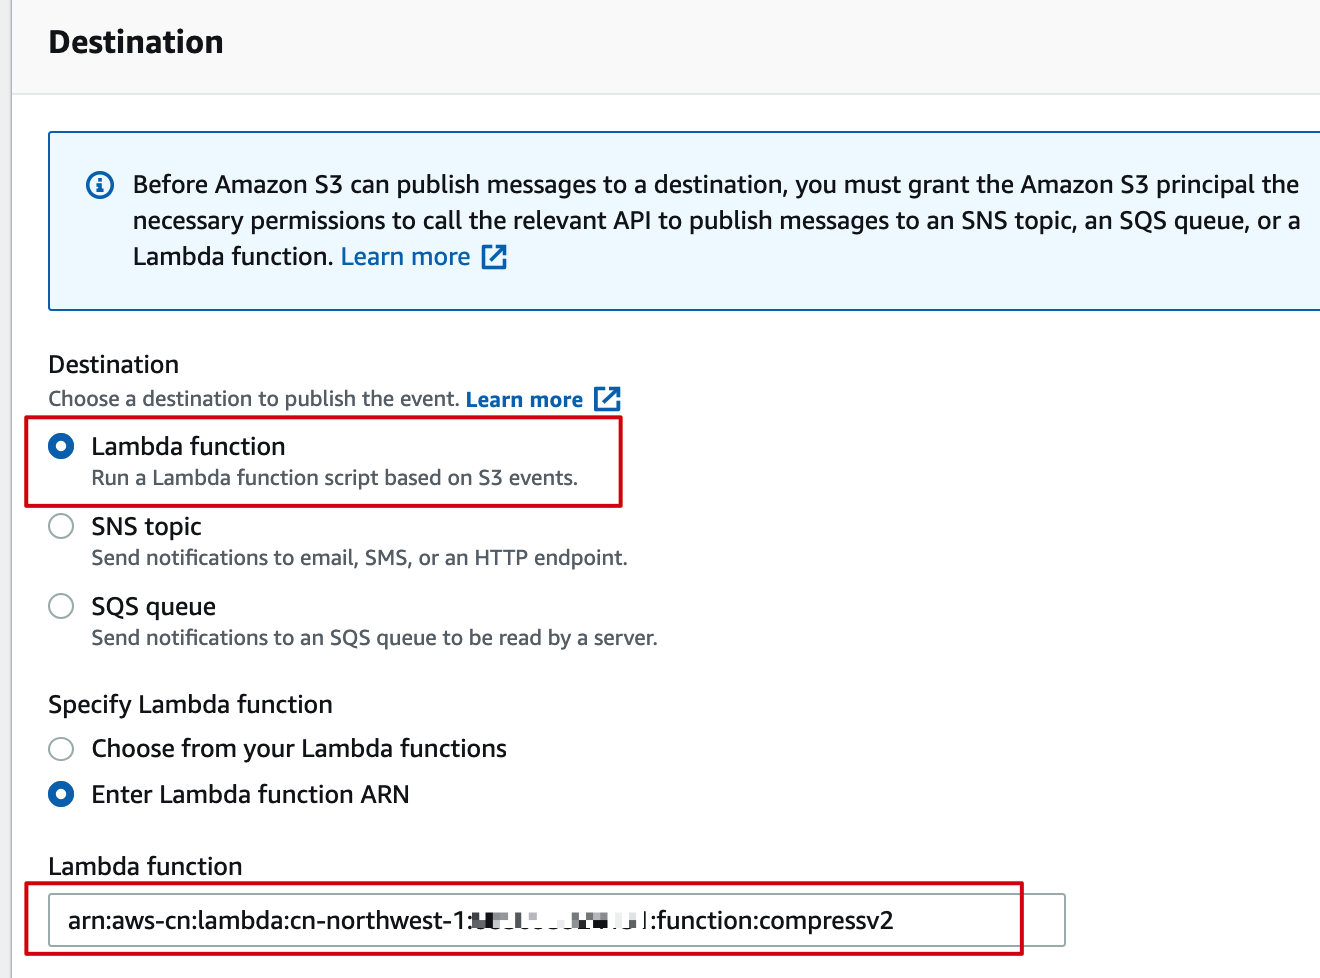 Destination
Before Amazon S3 can publish messages to a destination, you must grant the Amazon S3 principal the
necessary permissions to call the relevant API to publish messages to an SNS topic, an SQS queue, or a
Lambda function. Learn more
Destination
Choose a destination to publish the event. Learn more
Lambda function
Run a Lambda function script based on S3 events.
SNS topic
Send notifications to email, SMS, or an HTTP endpoint.
SQS queue
Send notifications to an SQS queue to be read by a server.
Specify Lambda function
Choose from your Lambda functions
Enter Lambda function ARN
Lambda function
arn:aws-cn:lambda:cn-northwest-1: :function:compressv2